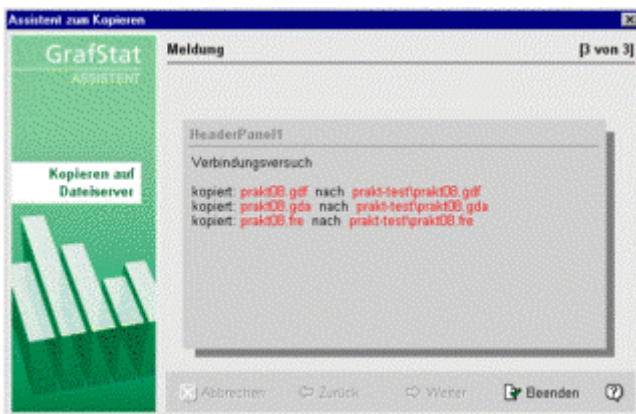 Assistent zum Kopieren
GrafStat
ASSISTENT
Meldung [3 von 3]
HeaderPanel1
Verbindungsversuch
Kopieren auf
Dateiserver
kopiert: prakt08.gdf nach prakt-test\prakt08.gdf
kopiert: prakt08.gda nach prakt-test\prakt08.gda
kopiert: prakt08.fre nach prakt-test\prakt08.fre
Abbrechen Zurück Weiter Beenden